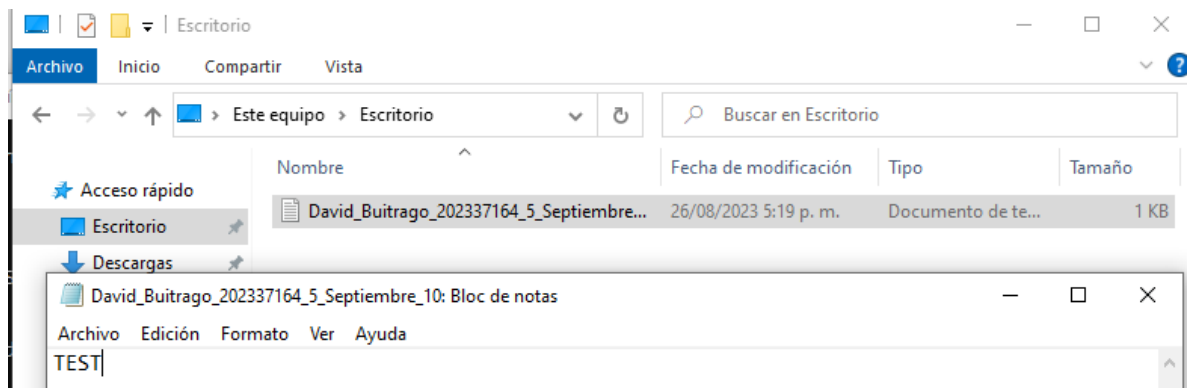 Escritorio
Archivo Inicio Compartir Vista
Este equipo > Escritorio
Buscar en Escritorio
Nombre Fecha de modificación Tipo Tamaño
Acceso rápido
David_Buitrago_202337164_5_Septiembre... 26/08/2023 5:19 p. m. Documento de te... 1 KB
Escritorio
Descargas
David_Buitrago_202337164_5_Septiembre_10: Bloc de notas
Archivo Edición Formato Ver Ayuda
TEST